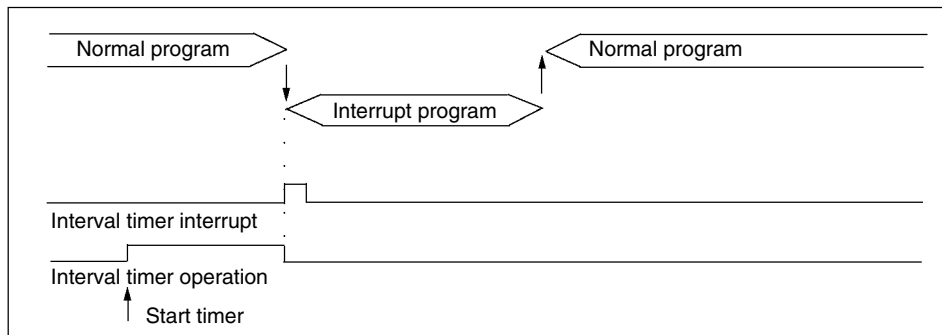 Normal program
Normal program
Interrupt program
Interval timer interrupt
Interval timer operation
Start timer